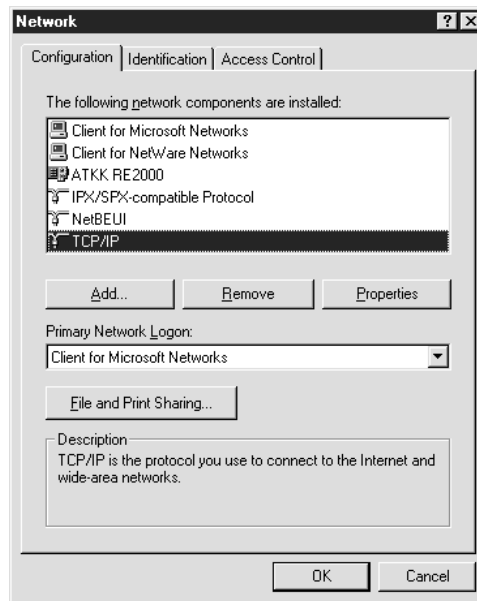 Network
Configuration Identification Access Control
The following network components are installed:
Client for Microsoft Networks
Client for NetWare Networks
ATKK RE2000
IPX/SPX-compatible Protocol
NetBEUI
TCP/IP
Add... Remove Properties
Primary Network Logon:
Client for Microsoft Networks
File and Print Sharing...
Description
TCP/IP is the protocol you use to connect to the Internet and
wide-area networks.
OK Cancel